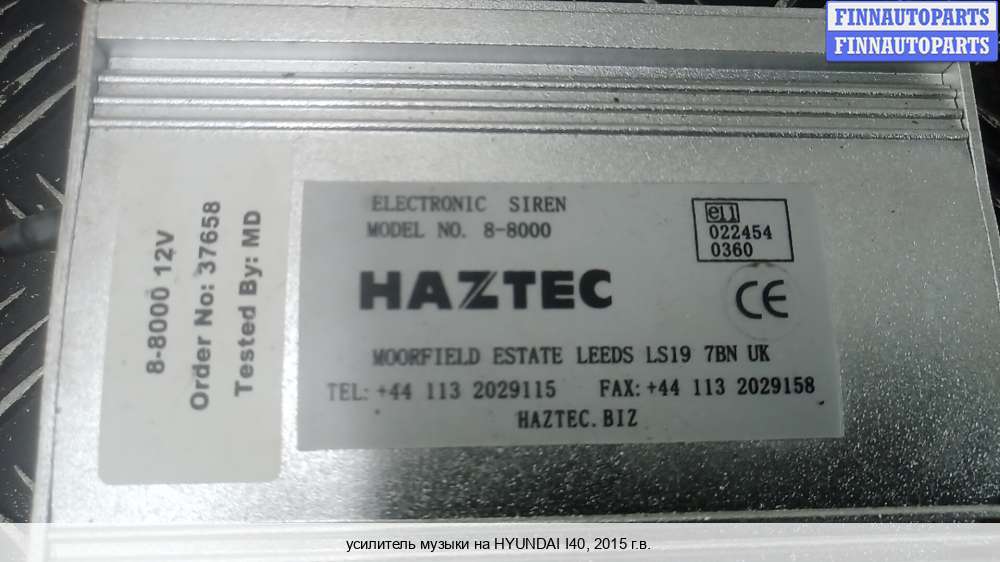 FINNAUTOPARTS
FINNAUTOPARTS
8-8000 12V
Order No: 37658
Tested By: MD
ELECTRONIC SIREN
MODEL NO. 8-8000
e11
022454
0360
HAZTEC
CE
MOORFIELD ESTATE LEEDS LS19 7BN UK
TEL: +44 113 2029115 FAX: +44 113 2029158
HAZTEC.BIZ
усилитель музыки на HYUNDAI I40, 2015 г.в.